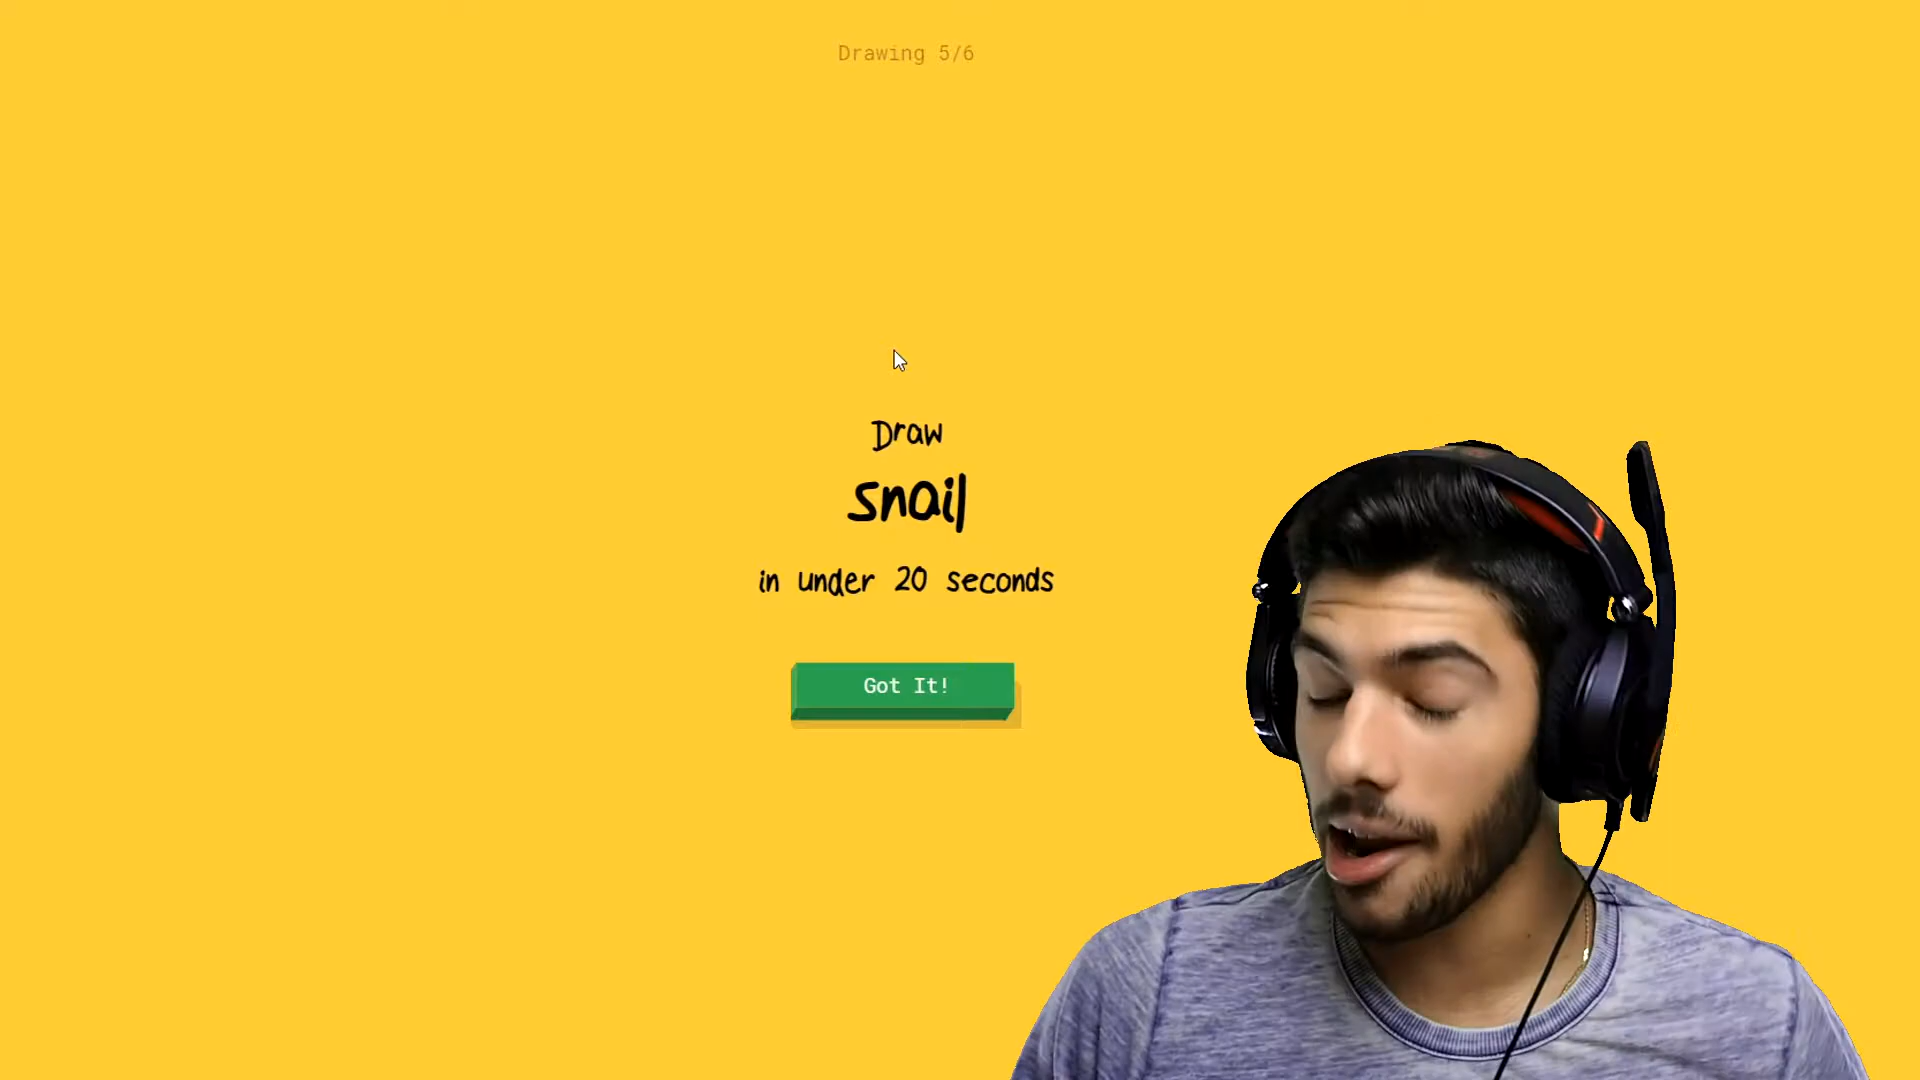 Drawing 5/6
Draw
snail
in under 20 seconds
Got It!